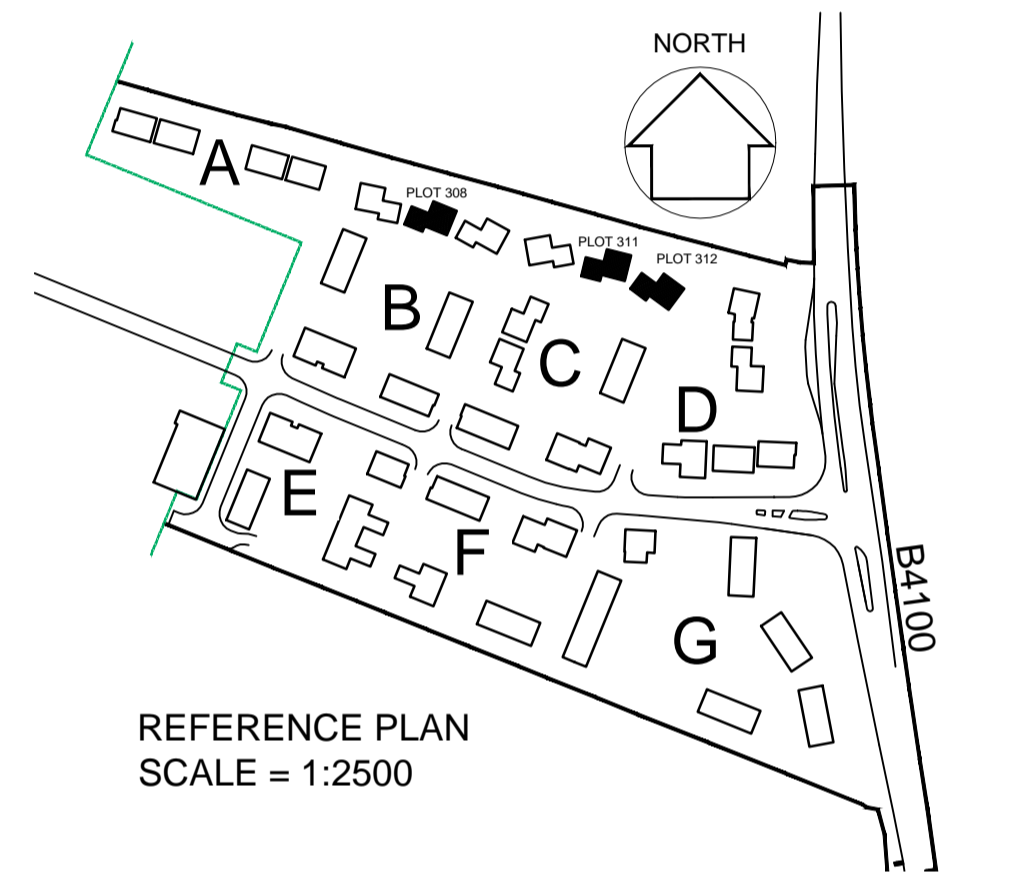 NORTH
A
PLOT 308
PLOT 311
PLOT 312
B
C
D
E
F
G
B4100
REFERENCE PLAN
SCALE = 1:2500